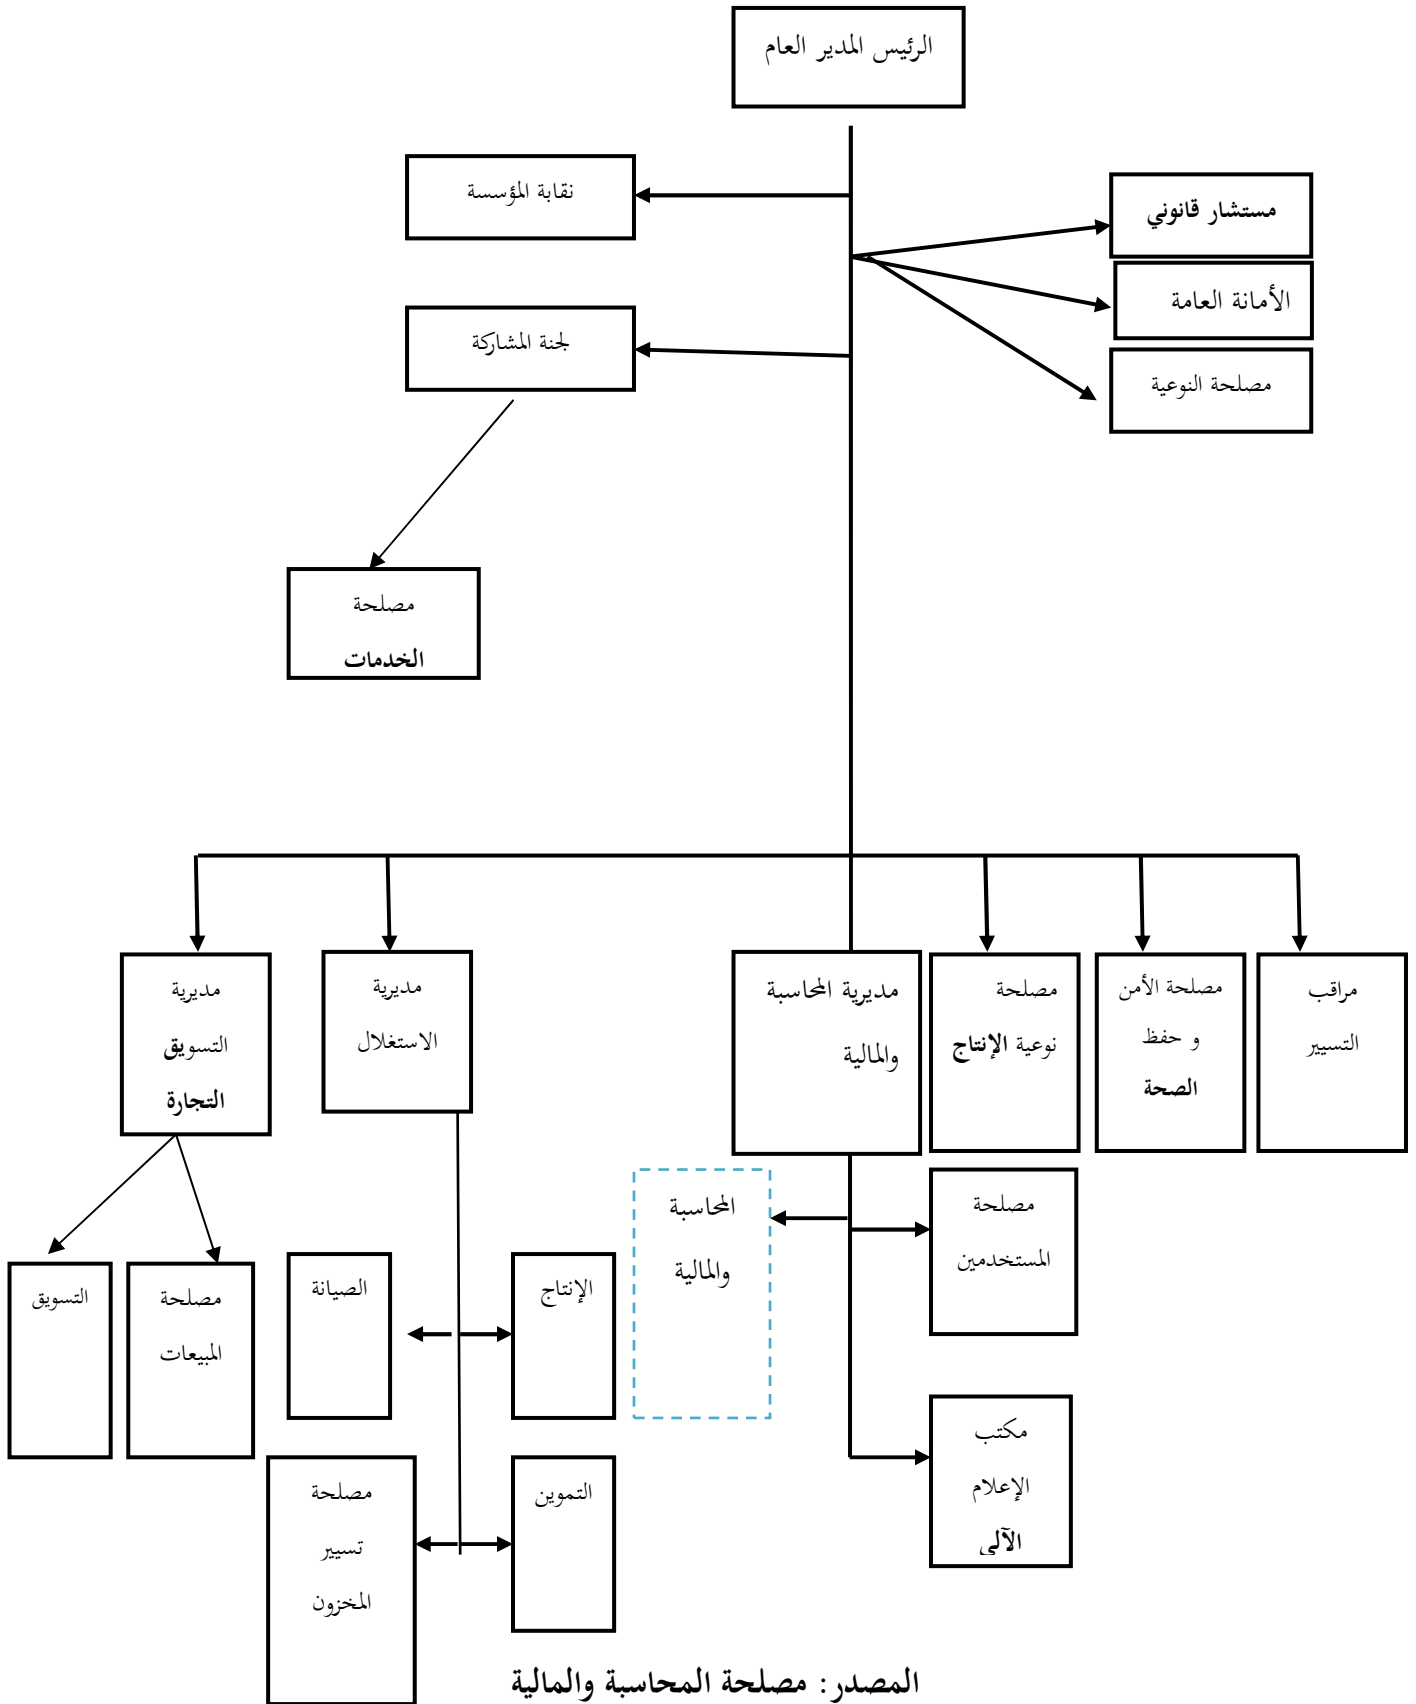 الرئيس المدير العام
نقابة المؤسسة
مستشار قانوني
الأمانة العامة
لجنة المشاركة
مصلحة النوعية
مصلحة
الخدمات
مراقب
التسيير
مصلحة الأمن
و حفظ
الصحة
مصلحة
نوعية الإنتاج
مديرية المحاسبة
والمالية
مديرية
الاستغلال
مديرية
التسويق
التجارة
مصلحة
المستخدمين
المحاسبة
والمالية
الإنتاج
الصيانة
مصلحة
المبيعات
التسويق
مكتب
الإعلام
الآلي
التموين
مصلحة
تسيير
المخزون
المصدر: مصلحة المحاسبة والمالية